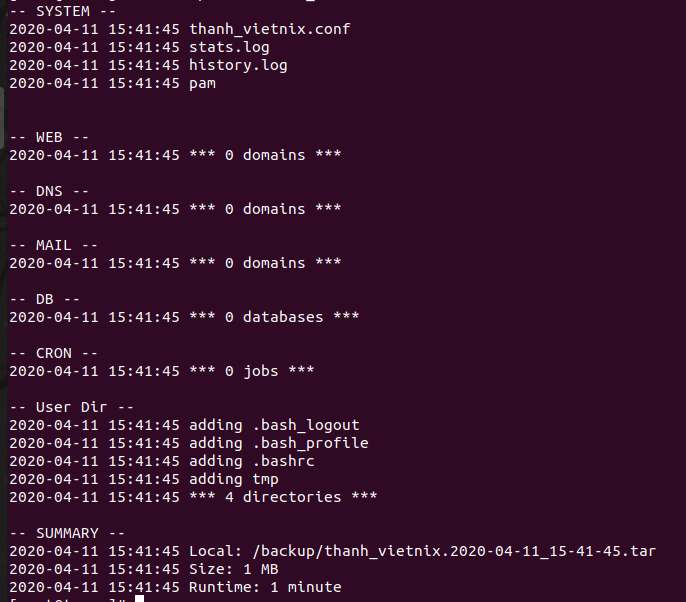 -- SYSTEM --
2020-04-11 15:41:45 thanh_vietnix.conf
2020-04-11 15:41:45 stats.log
2020-04-11 15:41:45 history.log
2020-04-11 15:41:45 pam
-- WEB --
2020-04-11 15:41:45 *** 0 domains ***
-- DNS --
2020-04-11 15:41:45 *** 0 domains ***
-- MAIL --
2020-04-11 15:41:45 *** 0 domains ***
-- DB --
2020-04-11 15:41:45 *** 0 databases ***
-- CRON --
2020-04-11 15:41:45 *** 0 jobs ***
-- User Dir --
2020-04-11 15:41:45 adding .bash_logout
2020-04-11 15:41:45 adding .bash_profile
2020-04-11 15:41:45 adding .bashrc
2020-04-11 15:41:45 adding tmp
2020-04-11 15:41:45 *** 4 directories ***
-- SUMMARY --
2020-04-11 15:41:45 Local: /backup/thanh_vietnix.2020-04-11_15-41-45.tar
2020-04-11 15:41:45 Size: 1 MB
2020-04-11 15:41:45 Runtime: 1 minute